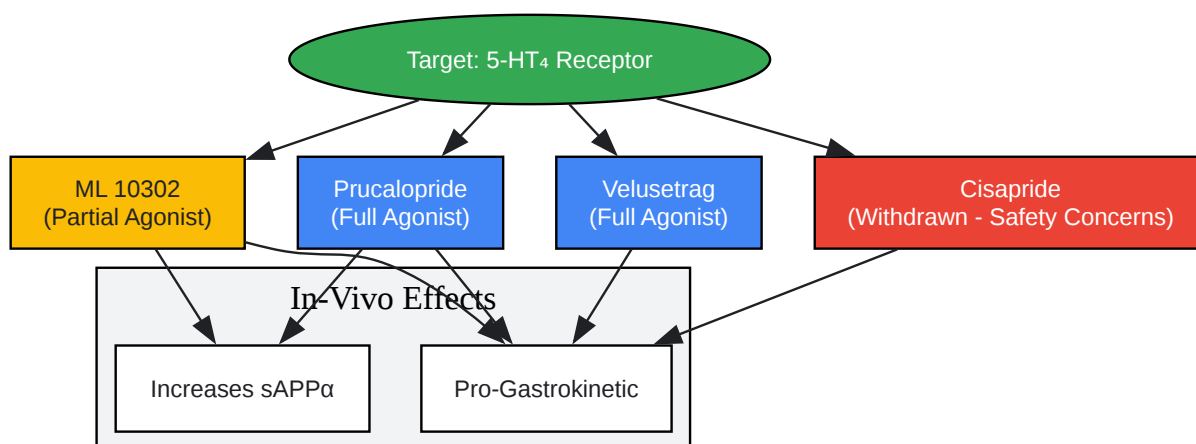 Target: 5-HT₄ Receptor
ML 10302
(Partial Agonist)
Prucalopride
(Full Agonist)
Velusetrag
(Full Agonist)
Cisapride
(Withdrawn - Safety Concerns)
In-Vivo Effects
Increases sAPPα
Pro-Gastrokinetic